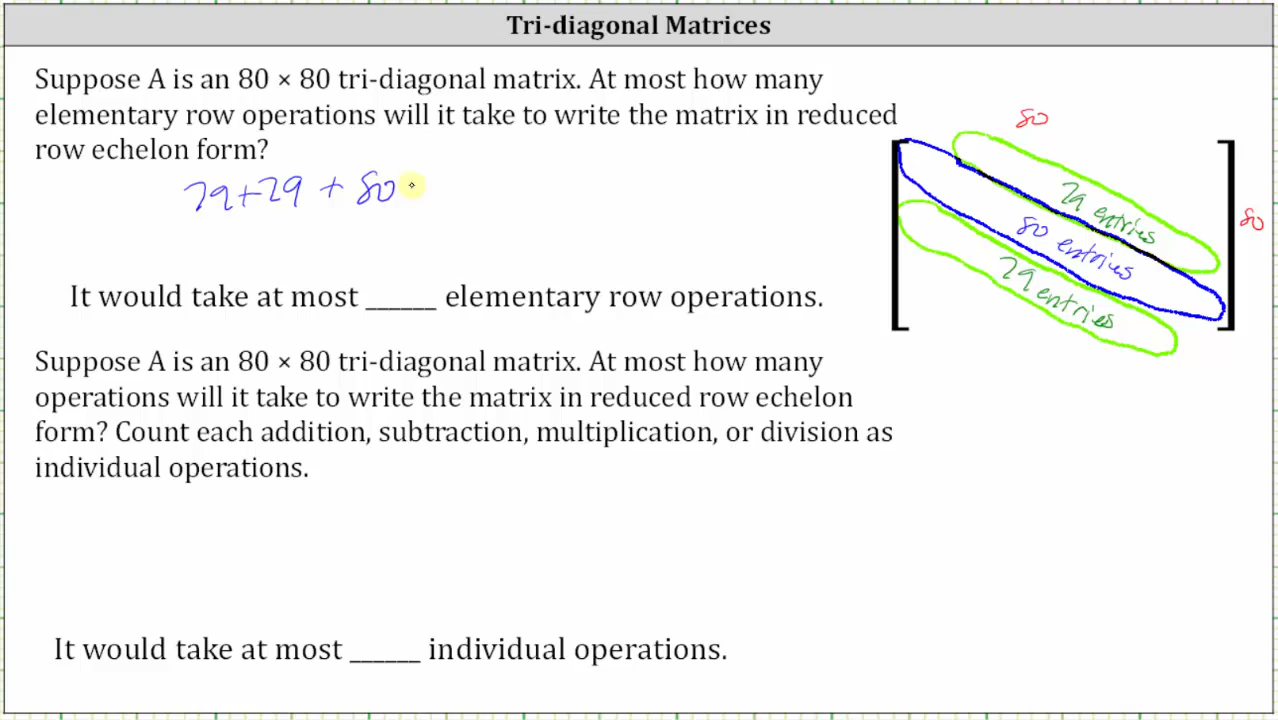 Tri-diagonal Matrices
Suppose A is an 80 × 80 tri-diagonal matrix. At most how many
elementary row operations will it take to write the matrix in reduced
row echelon form?
79+79 + 80
It would take at most ______ elementary row operations.
80
79 entries
80 entries
79 entries
80
Suppose A is an 80 × 80 tri-diagonal matrix. At most how many
operations will it take to write the matrix in reduced row echelon
form? Count each addition, subtraction, multiplication, or division as
individual operations.
It would take at most ______ individual operations.